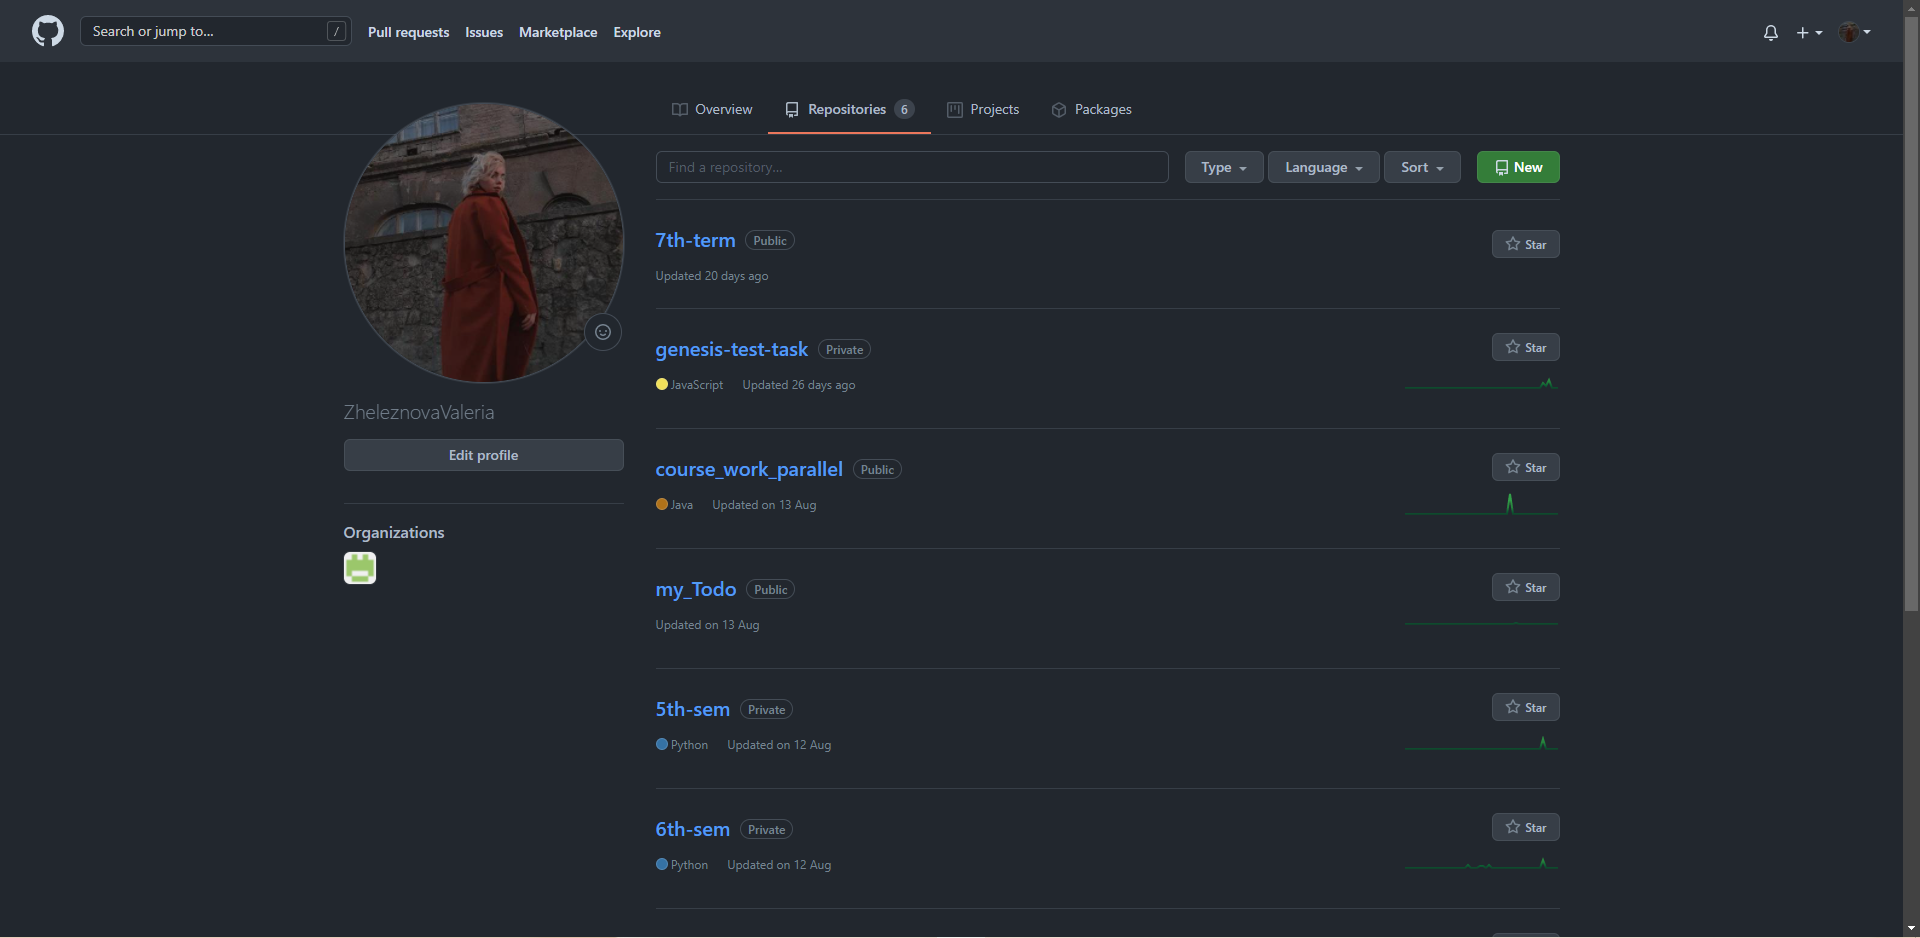 Search or jump to... / Pull requests Issues Marketplace Explore
Overview Repositories 6 Projects Packages
Find a repository... Type Language Sort New
7th-term Public Star
Updated 20 days ago
genesis-test-task Private Star
JavaScript Updated 26 days ago
ZheleznovaValeria
Edit profile
Organizations
course_work_parallel Public Star
Java Updated on 13 Aug
my_Todo Public Star
Updated on 13 Aug
5th-sem Private Star
Python Updated on 12 Aug
6th-sem Private Star
Python Updated on 12 Aug